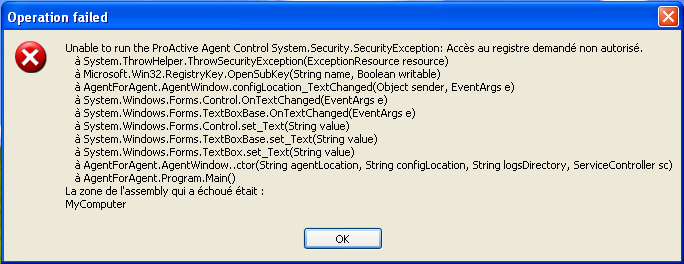 Operation failed
Unable to run the ProActive Agent Control System.Security.SecurityException: Accès au registre demandé non autorisé.
à System.ThrowHelper.ThrowSecurityException(ExceptionResource resource)
à Microsoft.Win32.RegistryKey.OpenSubKey(String name, Boolean writable)
à AgentForAgent.AgentWindow.configLocation_TextChanged(Object sender, EventArgs e)
à System.Windows.Forms.Control.OnTextChanged(EventArgs e)
à System.Windows.Forms.TextBoxBase.OnTextChanged(EventArgs e)
à System.Windows.Forms.Control.set_Text(String value)
à System.Windows.Forms.TextBoxBase.set_Text(String value)
à System.Windows.Forms.TextBox.set_Text(String value)
à AgentForAgent.AgentWindow..ctor(String agentLocation, String configLocation, String logsDirectory, ServiceController sc)
à AgentForAgent.Program.Main()
La zone de l'assembly qui a échoué était :
MyComputer
OK